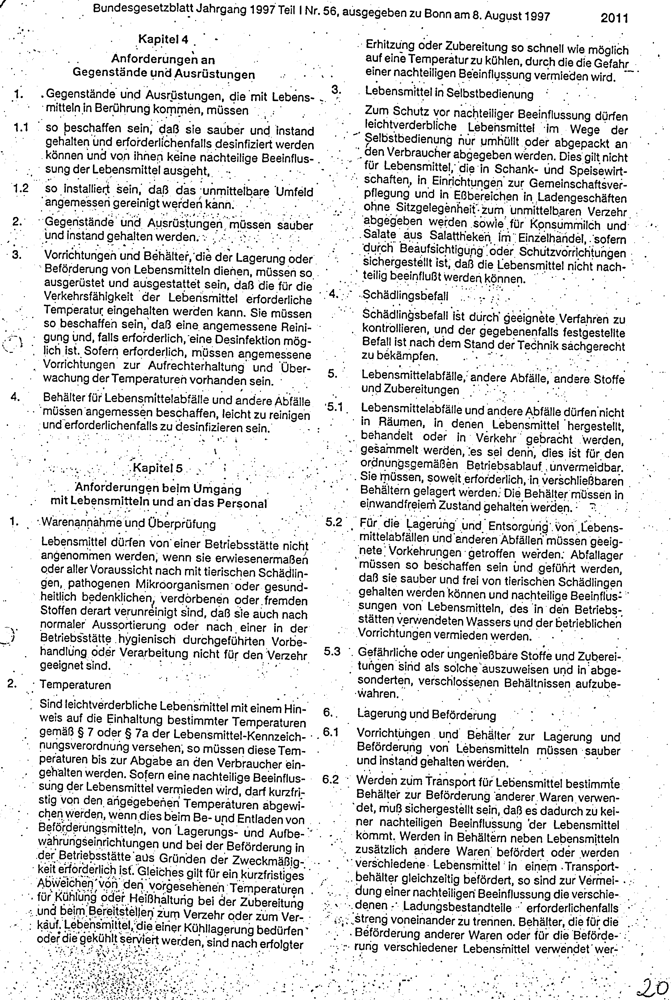 Bundesgesetzblatt Jahrgang 1997 Teil I Nr. 56, ausgegeben zu Bonn am 8. August 1997 2011
Kapitel 4
Anforderungen an
Gegenstände und Ausrüstungen
1. Gegenstände und Ausrüstungen, die mit Lebens-
mitteln in Berührung kommen, müssen
1.1 so beschaffen sein, daß sie sauber und instand
gehalten und erforderlichenfalls desinfiziert werden
können und von ihnen keine nachteilige Beeinflus-
sung der Lebensmittel ausgeht,
1.2 so installiert sein, daß das unmittelbare Umfeld
angemessen gereinigt werden kann.
2. Gegenstände und Ausrüstungen müssen sauber
und instand gehalten werden.
3. Vorrichtungen und Behälter, die der Lagerung oder
Beförderung von Lebensmitteln dienen, müssen so
ausgerüstet und ausgestattet sein, daß die für die
Verkehrsfähigkeit der Lebensmittel erforderliche
Temperatur eingehalten werden kann. Sie müssen
so beschaffen sein, daß eine angemessene Reini-
gung und, falls erforderlich, eine Desinfektion mög-
lich ist. Sofern erforderlich, müssen angemessene
Vorrichtungen zur Aufrechterhaltung und Über-
wachung der Temperaturen vorhanden sein.
4. Behälter für Lebensmittelabfälle und andere Abfälle
müssen angemessen beschaffen, leicht zu reinigen
und erforderlichenfalls zu desinfizieren sein.
Kapitel 5
Anforderungen beim Umgang
mit Lebensmitteln und an das Personal
1. Warenannahme und Überprüfung
Lebensmittel dürfen von einer Betriebsstätte nicht
angenommen werden, wenn sie erwiesenermaßen
oder aller Voraussicht nach mit tierischen Schädlin-
gen, pathogenen Mikroorganismen oder gesund-
heitlich bedenklichen, verdorbenen oder fremden
Stoffen derart verunreinigt sind, daß sie auch nach
normaler Aussortierung oder nach einer in der
Betriebsstätte hygienisch durchgeführten Vorbe-
handlung oder Verarbeitung nicht für den Verzehr
geeignet sind.
2. Temperaturen
Sind leichtverderbliche Lebensmittel mit einem Hin-
weis auf die Einhaltung bestimmter Temperaturen
gemäß § 7 oder § 7a der Lebensmittel-Kennzeich-
nungsverordnung versehen, so müssen diese Tem-
peraturen bis zur Abgabe an den Verbraucher ein-
gehalten werden. Sofern eine nachteilige Beeinflus-
sung der Lebensmittel vermieden wird, darf kurzfri-
stig von den angegebenen Temperaturen abgewi-
chen werden, wenn dies beim Be- und Entladen von
Beförderungsmitteln, von Lagerungs- und Aufbe-
wahrungseinrichtungen und bei der Beförderung in
der Betriebsstätte aus Gründen der Zweckmäßig-
keit erforderlich ist. Gleiches gilt für ein kurzfristiges
Abweichen von den vorgesehenen Temperaturen
für Kühlung oder Heißhaltung bei der Zubereitung
und beim Bereitstellen zum Verzehr oder zum Ver-
kauf. Lebensmittel, die einer Kühllagerung bedürfen
oder die gekühlt serviert werden, sind nach erfolgter
Erhitzung oder Zubereitung so schnell wie möglich
auf eine Temperatur zu kühlen, durch die die Gefahr
einer nachteiligen Beeinflussung vermieden wird.
3. Lebensmittel in Selbstbedienung
Zum Schutz vor nachteiliger Beeinflussung dürfen
leichtverderbliche Lebensmittel im Wege der
Selbstbedienung nur umhüllt oder abgepackt an
den Verbraucher abgegeben werden. Dies gilt nicht
für Lebensmittel, die in Schank- und Speisewirt-
schaften, in Einrichtungen zur Gemeinschaftsver-
pflegung und in Eßbereichen in Ladengeschäften
ohne Sitzgelegenheit zum unmittelbaren Verzehr
abgegeben werden sowie für Konsummilch und
Salate aus Salattheken im Einzelhandel, sofern
durch Beaufsichtigung oder Schutzvorrichtungen
sichergestellt ist, daß die Lebensmittel nicht nach-
teilig beeinflußt werden können.
4. Schädlingsbefall
Schädlingsbefall ist durch geeignete Verfahren zu
kontrollieren, und der gegebenenfalls festgestellte
Befall ist nach dem Stand der Technik sachgerecht
zu bekämpfen.
5. Lebensmittelabfälle, andere Abfälle, andere Stoffe
und Zubereitungen
5.1 Lebensmittelabfälle und andere Abfälle dürfen nicht
in Räumen, in denen Lebensmittel hergestellt,
behandelt oder in Verkehr gebracht werden,
gesammelt werden, es sei denn, dies ist für den
ordnungsgemäßen Betriebsablauf unvermeidbar.
Sie müssen, soweit erforderlich, in verschließbaren
Behältern gelagert werden. Die Behälter müssen in
einwandfreiem Zustand gehalten werden.
5.2 Für die Lagerung und Entsorgung von Lebens-
mittelabfällen und anderen Abfällen müssen geeig-
nete Vorkehrungen getroffen werden. Abfallager
müssen so beschaffen sein und geführt werden,
daß sie sauber und frei von tierischen Schädlingen
gehalten werden können und nachteilige Beeinflus-
sungen von Lebensmitteln, des in den Betriebs-
stätten verwendeten Wassers und der betrieblichen
Vorrichtungen vermieden werden.
5.3 Gefährliche oder ungenießbare Stoffe und Zuberei-
tungen sind als solche auszuweisen und in abge-
sonderten, verschlossenen Behältnissen aufzube-
wahren.
6. Lagerung und Beförderung
6.1 Vorrichtungen und Behälter zur Lagerung und
Beförderung von Lebensmitteln müssen sauber
und instand gehalten werden.
6.2 Werden zum Transport für Lebensmittel bestimmte
Behälter zur Beförderung anderer Waren verwen-
det, muß sichergestellt sein, daß es dadurch zu kei-
ner nachteiligen Beeinflussung der Lebensmittel
kommt. Werden in Behältern neben Lebensmitteln
zusätzlich andere Waren befördert oder werden
verschiedene Lebensmittel in einem Transport-
behälter gleichzeitig befördert, so sind zur Vermei-
dung einer nachteiligen Beeinflussung die verschie-
denen Ladungsbestandteile erforderlichenfalls
streng voneinander zu trennen. Behälter, die für die
Beförderung anderer Waren oder für die Beförde-
rung verschiedener Lebensmittel verwendet wer-
20